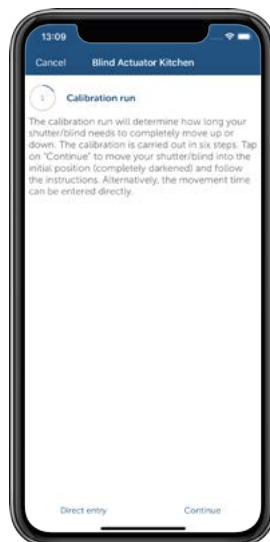 13:09
Cancel Blind Actuator Kitchen
1 Calibration run
The calibration run will determine how long your
shutter/blind needs to completely move up or
down. The calibration is carried out in six steps. Tap
on "Continue" to move your shutter/blind into the
initial position (completely darkened) and follow
the instructions. Alternatively, the movement time
can be entered directly.
Direct entry Continue